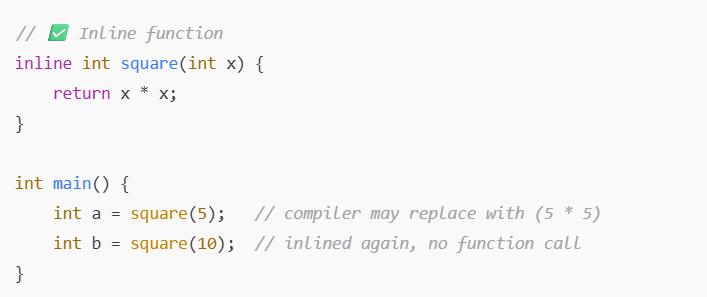 // ✅ Inline function
inline int square(int x) {
    return x * x;
}

int main() {
    int a = square(5);   // compiler may replace with (5 * 5)
    int b = square(10);  // inlined again, no function call
}